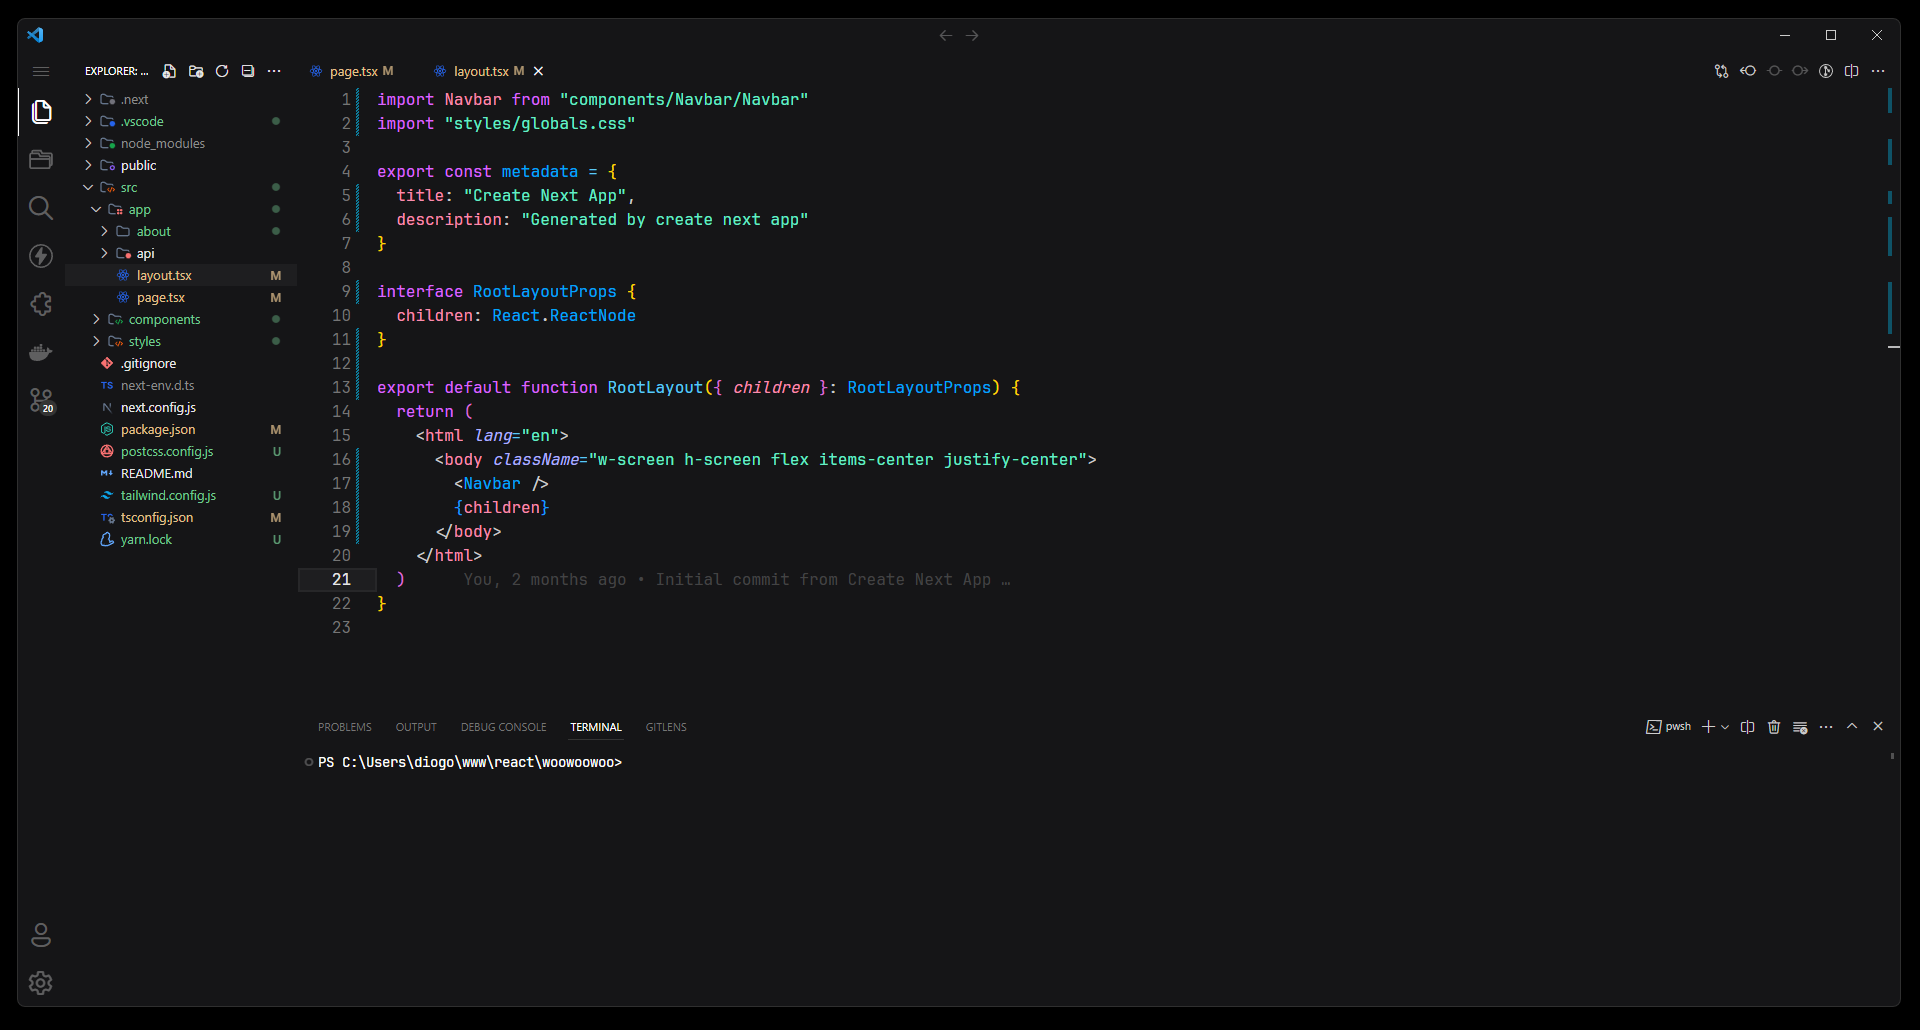 EXPLORER: ...
.next
.vscode
node_modules
public
src
app
about
api
layout.tsx M
page.tsx M
components
styles
.gitignore
TS next-env.d.ts
N next.config.js
package.json M
postcss.config.js U
M↓ README.md
tailwind.config.js U
TS tsconfig.json M
yarn.lock U
20
page.tsx M
layout.tsx M
1 import Navbar from "components/Navbar/Navbar"
2 import "styles/globals.css"
3
4 export const metadata = {
5 title: "Create Next App",
6 description: "Generated by create next app"
7 }
8
9 interface RootLayoutProps {
10 children: React.ReactNode
11 }
12
13 export default function RootLayout({ children }: RootLayoutProps) {
14 return (
15 <html lang="en">
16 <body className="w-screen h-screen flex items-center justify-center">
17 <Navbar />
18 {children}
19 </body>
20 </html>
21 ) You, 2 months ago • Initial commit from Create Next App …
22 }
23
PROBLEMS OUTPUT DEBUG CONSOLE TERMINAL GITLENS
pwsh
PS C:\Users\diogo\www\react\woowoowoo>